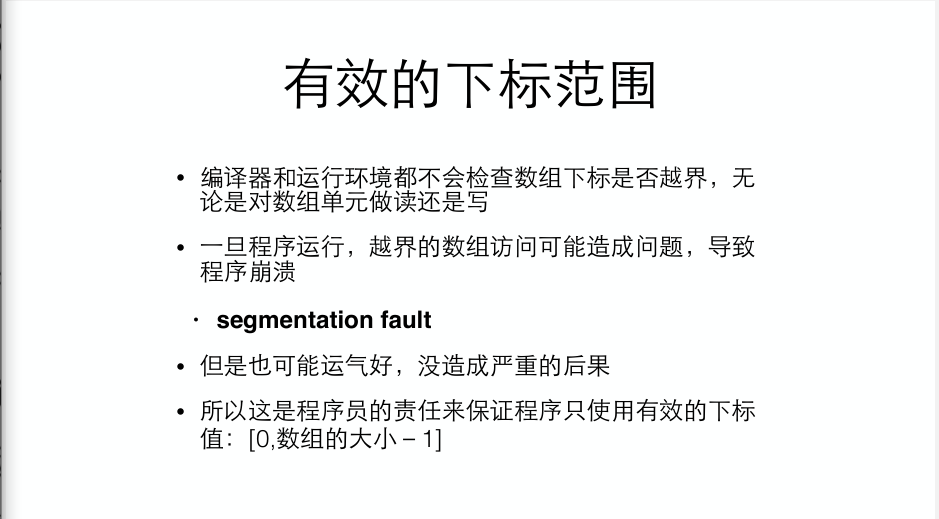 有效的下标范围
• 编译器和运行环境都不会检查数组下标是否越界，无
论是对数组单元做读还是写
• 一旦程序运行，越界的数组访问可能造成问题，导致
程序崩溃
• segmentation fault
• 但是也可能运气好，没造成严重的后果
• 所以这是程序员的责任来保证程序只使用有效的下标
值：[0,数组的大小 – 1]